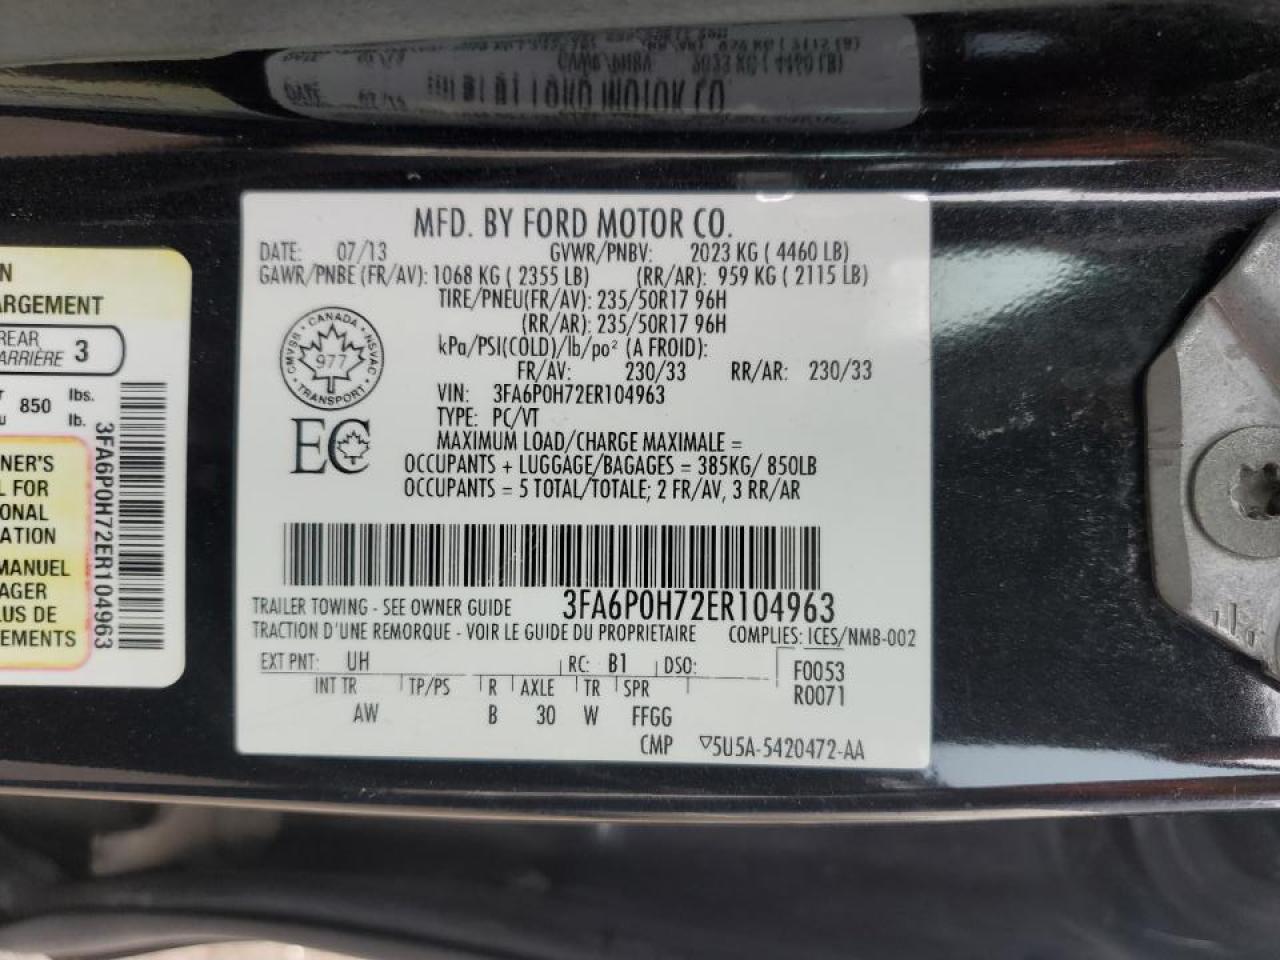 MFD. BY FORD MOTOR CO.
DATE: 07/13 GVWR/PNBV: 2023 KG ( 4460 LB)
GAWR/PNBE (FR/AV): 1068 KG ( 2355 LB) (RR/AR): 959 KG ( 2115 LB)
TIRE/PNEU(FR/AV): 235/50R17 96H
(RR/AR): 235/50R17 96H
kPa/PSI(COLD)/lb/po² (A FROID):
FR/AV: 230/33 RR/AR: 230/33
VIN: 3FA6P0H72ER104963
TYPE: PC/VT
MAXIMUM LOAD/CHARGE MAXIMALE =
OCCUPANTS + LUGGAGE/BAGAGES = 385KG/ 850LB
OCCUPANTS = 5 TOTAL/TOTALE; 2 FR/AV, 3 RR/AR
CANADA
CMVSS NSVAC
977
TRANSPORT
EC
3FA6P0H72ER104963
TRAILER TOWING - SEE OWNER GUIDE
TRACTION D'UNE REMORQUE - VOIR LE GUIDE DU PROPRIETAIRE COMPLIES: ICES/NMB-002
EXT PNT: UH RC: B1 DSO: F0053
INT TR TP/PS R AXLE TR SPR R0071
AW B 30 W FFGG
CMP ▽5U5A-5420472-AA
N
ARGEMENT
REAR
ARRIÈRE 3
850 lbs.
lb.
3FA6P0H72ER104963
NER'S
L FOR
ONAL
ATION
MANUEL
AGER
LUS DE
EMENTS